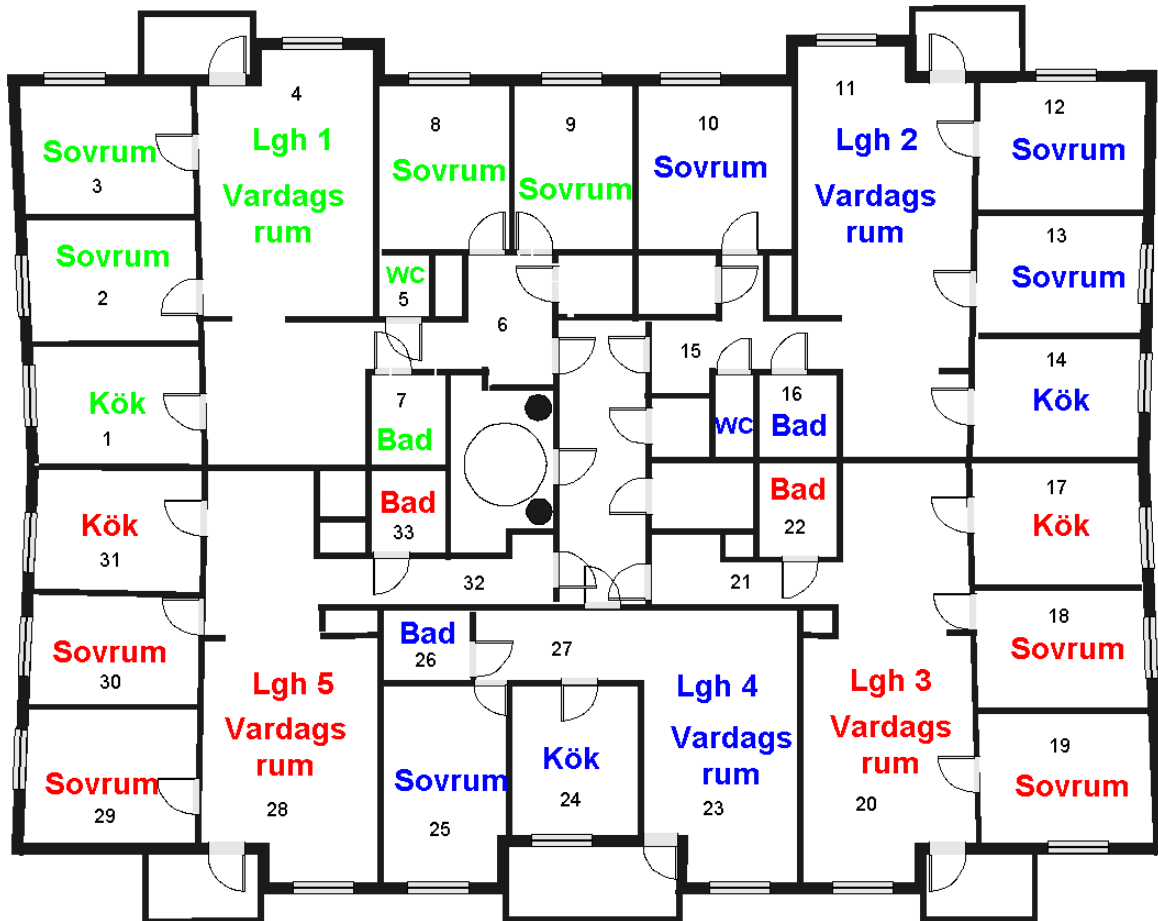 4
Lgh 1
Vardags
rum
Sovrum
3
Sovrum
2
Kök
1
8
Sovrum
9
Sovrum
10
Sovrum
WC
5
6
7
Bad
11
Lgh 2
Vardags
rum
12
Sovrum
13
Sovrum
14
Kök
15
WC
16
Bad
Kök
31
Sovrum
30
Sovrum
29
Bad
33
32
Lgh 5
Vardags
rum
28
Bad
26
27
Sovrum
25
Kök
24
Lgh 4
Vardags
rum
23
Bad
22
21
Lgh 3
Vardags
rum
20
17
Kök
18
Sovrum
19
Sovrum